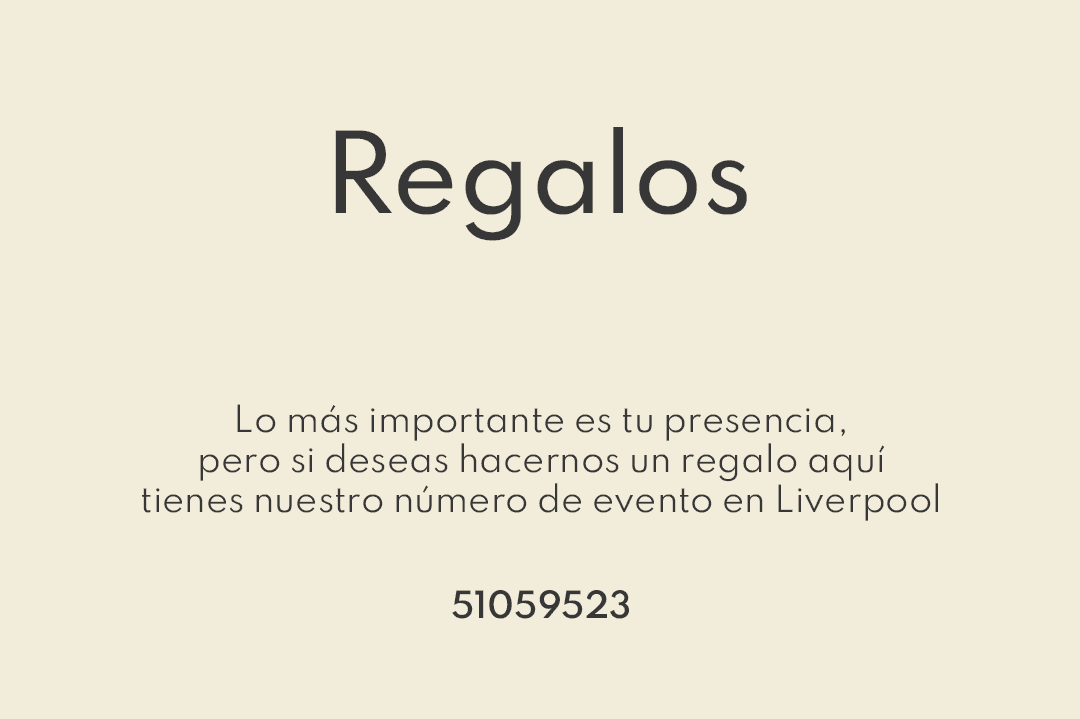 Regalos
Lo más importante es tu presencia,
pero si deseas hacernos un regalo aquí
tienes nuestro número de evento en Liverpool
51059523